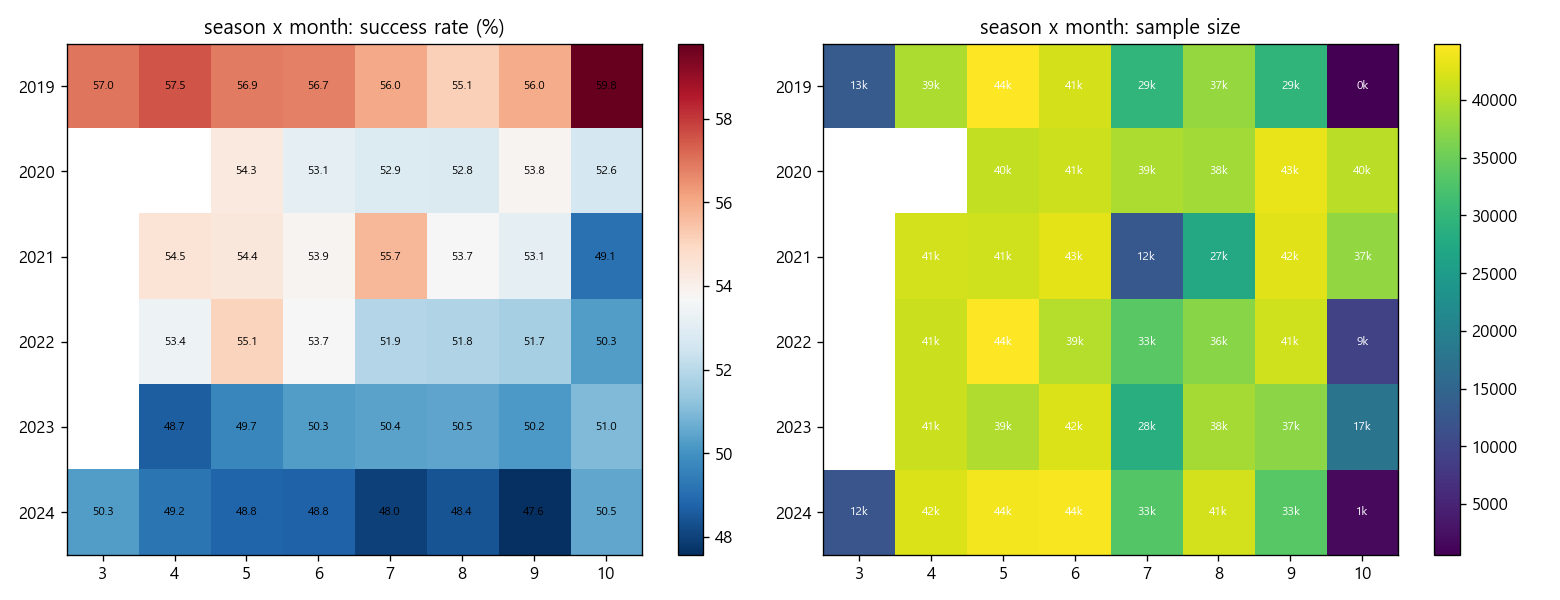 season x month: success rate (%)
2019 57.0 57.5 56.9 56.7 56.0 55.1 56.0 59.8
2020 54.3 53.1 52.9 52.8 53.8 52.6
2021 54.5 54.4 53.9 55.7 53.7 53.1 49.1
2022 53.4 55.1 53.7 51.9 51.8 51.7 50.3
2023 48.7 49.7 50.3 50.4 50.5 50.2 51.0
2024 50.3 49.2 48.8 48.8 48.0 48.4 47.6 50.5
3 4 5 6 7 8 9 10
58
56
54
52
50
48
season x month: sample size
2019 13k 39k 44k 41k 29k 37k 29k 0k
2020 40k 41k 39k 38k 43k 40k
2021 41k 41k 43k 12k 27k 42k 37k
2022 41k 44k 39k 33k 36k 41k 9k
2023 41k 39k 42k 28k 38k 37k 17k
2024 12k 42k 44k 44k 33k 41k 33k 1k
3 4 5 6 7 8 9 10
40000
35000
30000
25000
20000
15000
10000
5000